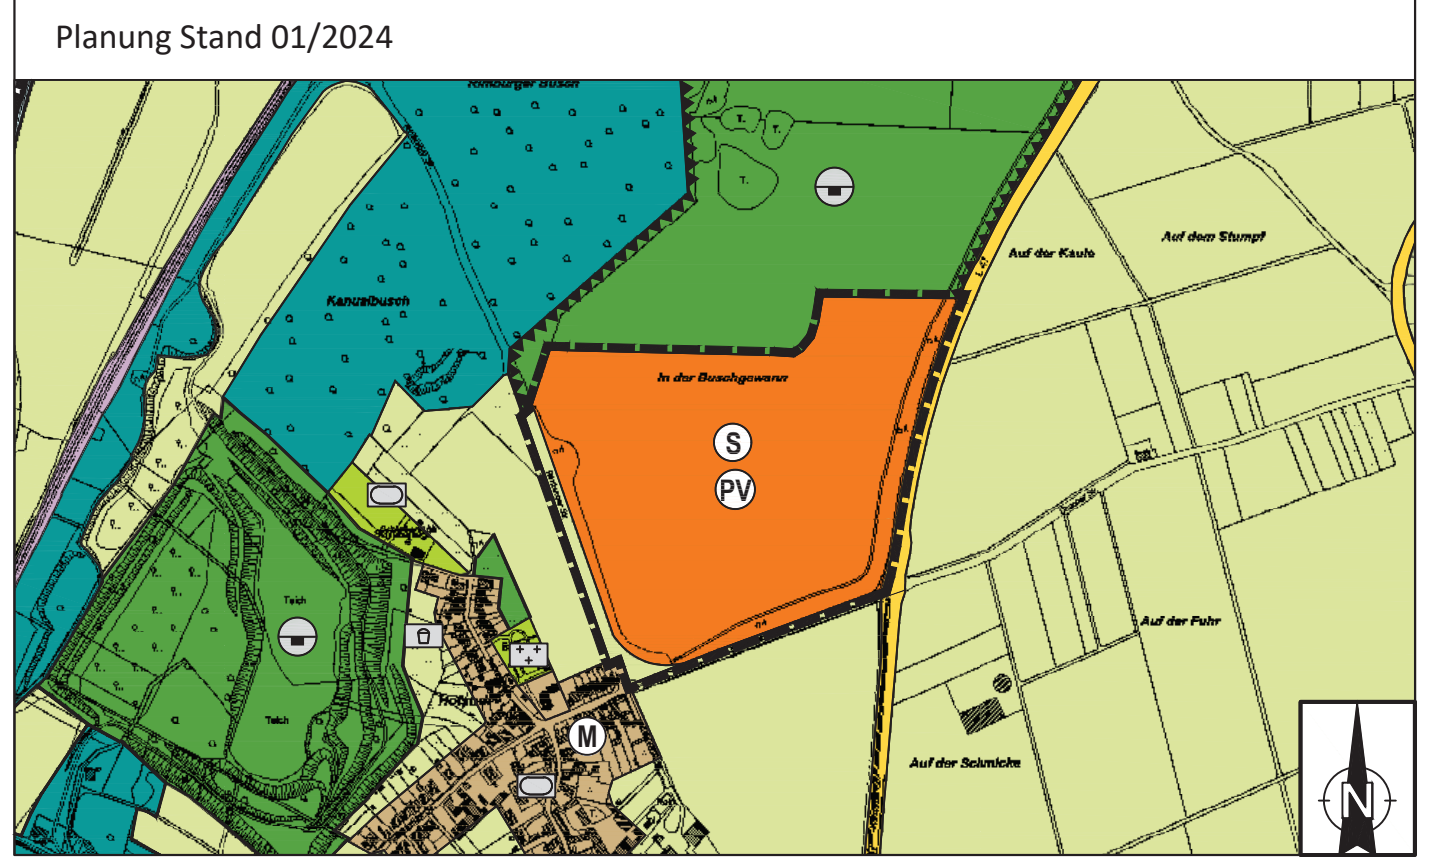 Planung Stand 01/2024
Rimburger Busch
T.
T.
T.
Auf dem Stumpf
Auf der Kaule
Kanzelbusch
In der Buschgewann
S
PV
Teich
Auf der Fuhr
Teich
M
Auf der Schmicke
N